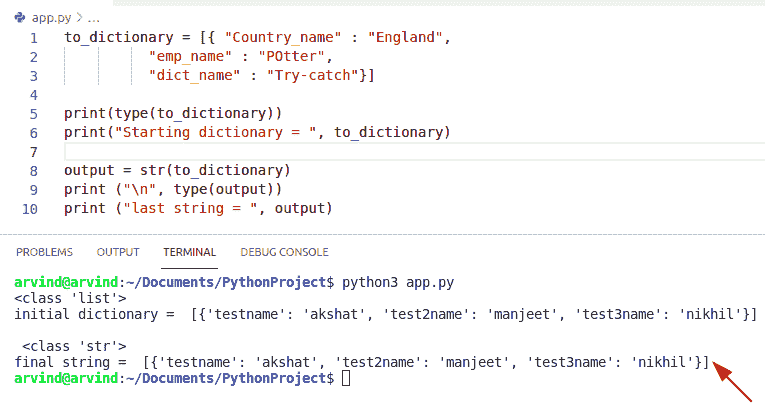 app.py > ...
1 to_dictionary = [{ "Country_name" : "England",
2 "emp_name" : "POtter",
3 "dict_name" : "Try-catch"}]
4
5 print(type(to_dictionary))
6 print("Starting dictionary = ", to_dictionary)
7
8 output = str(to_dictionary)
9 print ("\n", type(output))
10 print ("last string = ", output)
PROBLEMS OUTPUT TERMINAL DEBUG CONSOLE
arvind@arvind:~/Documents/PythonProject$ python3 app.py
<class 'list'>
initial dictionary =  [{'testname': 'akshat', 'test2name': 'manjeet', 'test3name': 'nikhil'}]
 <class 'str'>
final string =  [{'testname': 'akshat', 'test2name': 'manjeet', 'test3name': 'nikhil'}]
arvind@arvind:~/Documents/PythonProject$